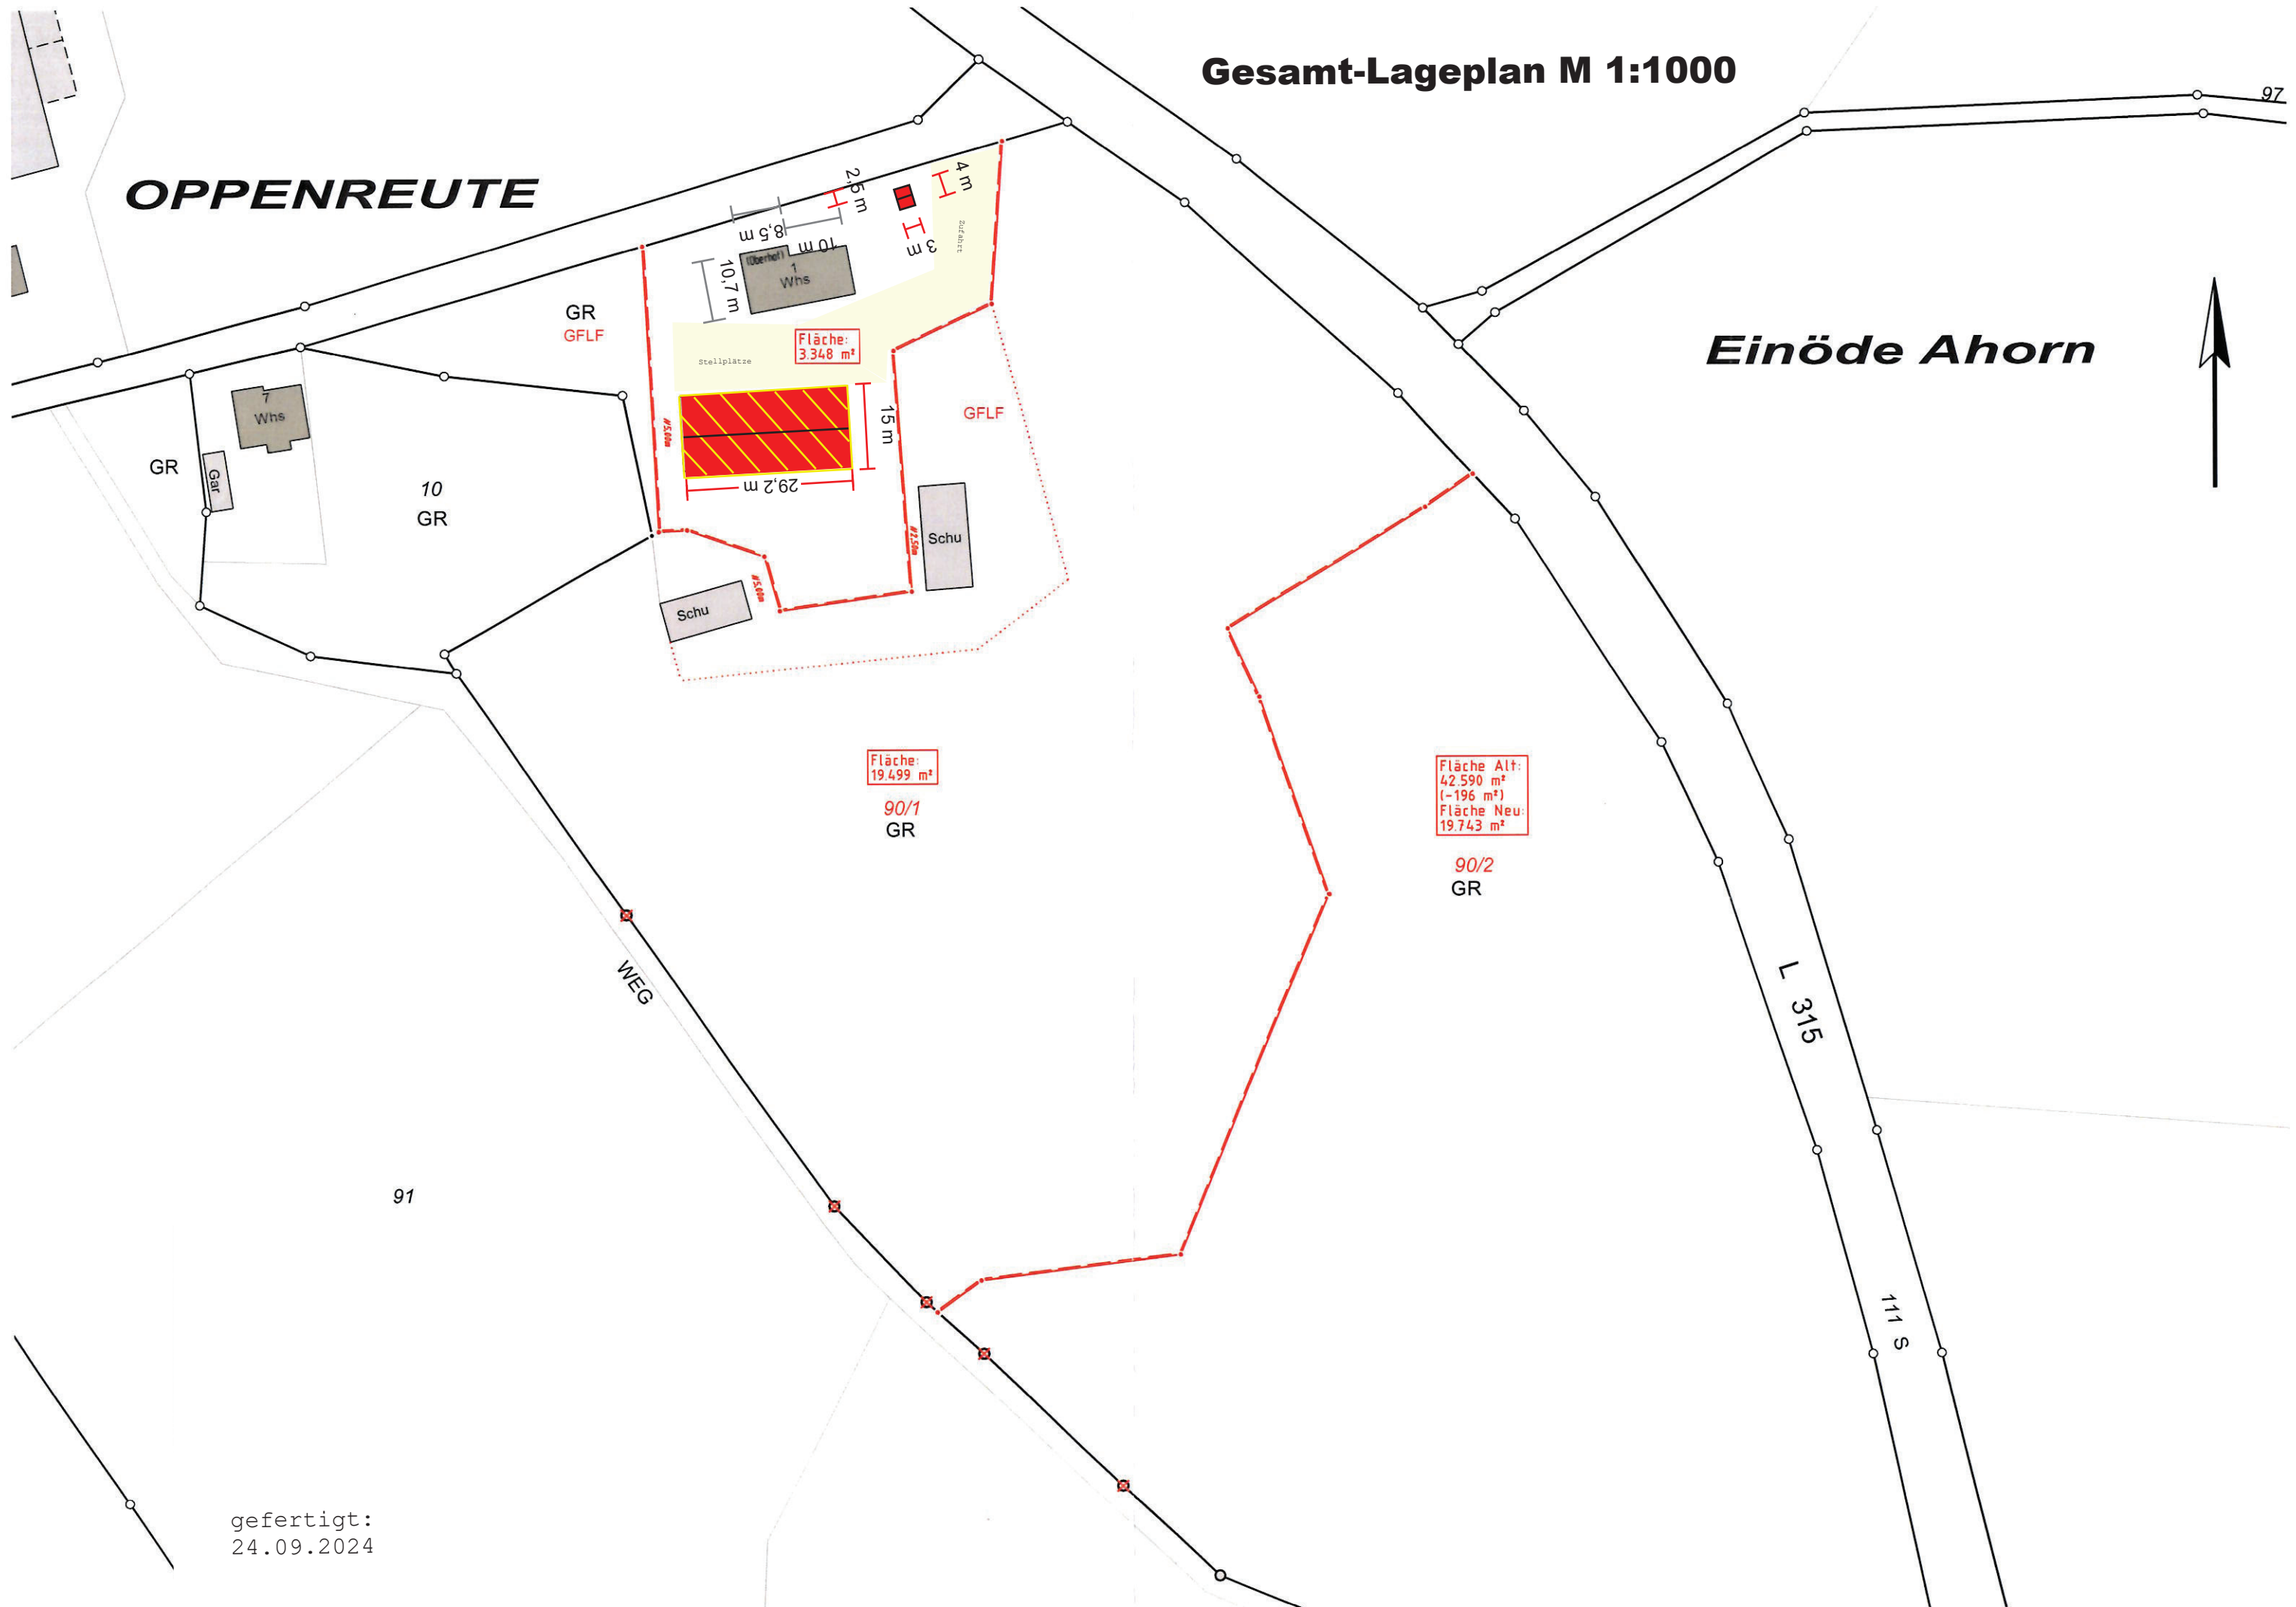 Gesamt-Lageplan M 1:1000
97
OPPENREUTE
Einöde Ahorn
2,5 m
4 m
8,5 m
10 m
3 m
Zufahrt
(Oberhof)
1
Whs
10,7 m
GR
GFLF
Stellplätze
Fläche:
3.348 m²
7
Whs
GR
Gar
10
GR
15 m
GFLF
29,2 m
Schu
Schu
Fläche:
19.499 m²
90/1
GR
Fläche Alt:
42.590 m²
(-196 m²)
Fläche Neu:
19.743 m²
90/2
GR
WEG
L 315
91
111 S
gefertigt:
24.09.2024